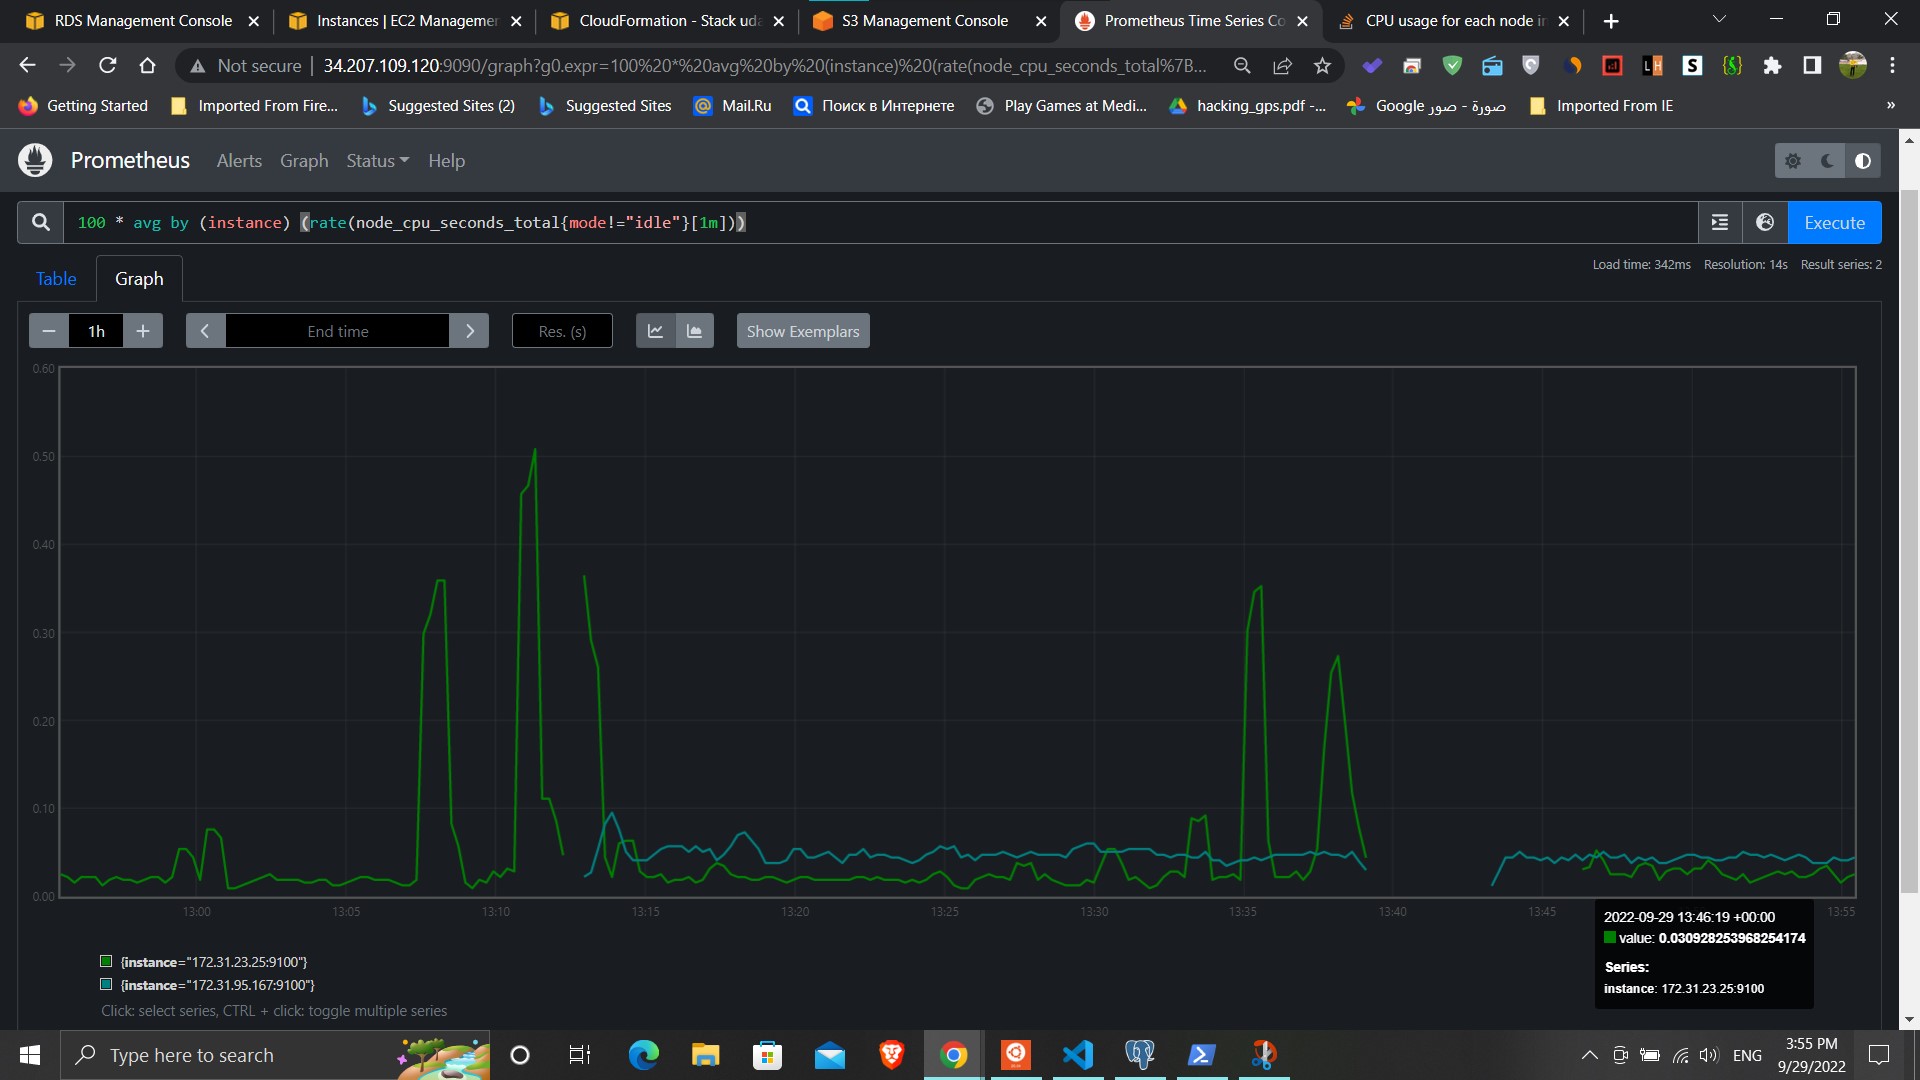 RDS Management Console
Instances | EC2 Managemen
CloudFormation - Stack uda
S3 Management Console
Prometheus Time Series Co
CPU usage for each node in
Not secure
34.207.109.120:9090/graph?g0.expr=100%20*%20avg%20by%20(instance)%20(rate(node_cpu_seconds_total%7B...
Getting Started
Imported From Fire...
Suggested Sites (2)
Suggested Sites
Mail.Ru
Поиск в Интернете
Play Games at Medi...
hacking_gps.pdf -...
Google صورة - صور
Imported From IE
»
Prometheus
Alerts
Graph
Status
Help
100 * avg by (instance) (rate(node_cpu_seconds_total{mode!="idle"}[1m]))
Execute
Table
Graph
Load time: 342ms
Resolution: 14s
Result series: 2
1h
End time
Res. (s)
Show Exemplars
0.60
0.50
0.40
0.30
0.20
0.10
0.00
13:00
13:05
13:10
13:15
13:20
13:25
13:30
13:35
13:40
13:45
13:55
2022-09-29 13:46:19 +00:00
value: 0.030928253968254174
Series:
instance: 172.31.23.25:9100
{instance="172.31.23.25:9100"}
{instance="172.31.95.167:9100"}
Click: select series, CTRL + click: toggle multiple series
Type here to search
ENG
3:55 PM
9/29/2022